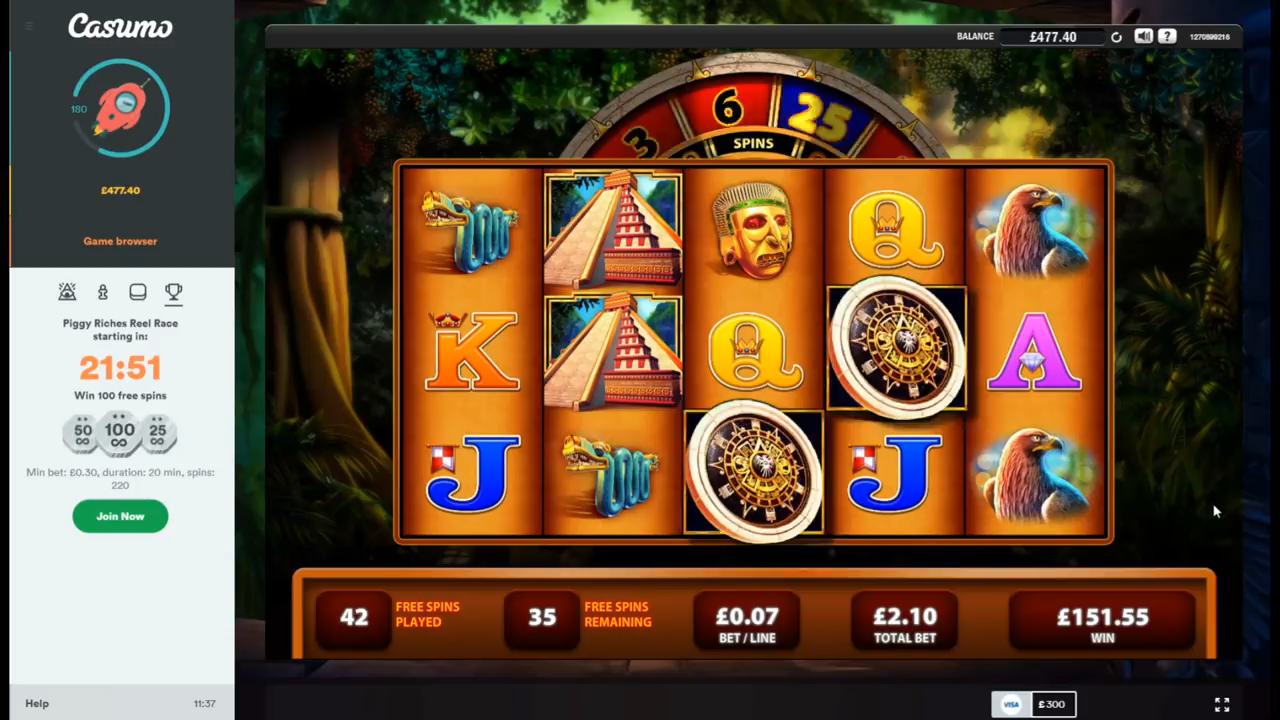 Casumo
180
£477.40
Game browser
Piggy Riches Reel Race
starting in:
21:51
Win 100 free spins
50 100 25
Min bet: £0.30, duration: 20 min, spins:
220
Join Now
Help 11:37
BALANCE £477.40 ? 1270899216
3 6 25
SPINS
Q
K Q A
J J
42 FREE SPINS
PLAYED
35 FREE SPINS
REMAINING
£0.07
BET / LINE
£2.10
TOTAL BET
£151.55
WIN
VISA £300